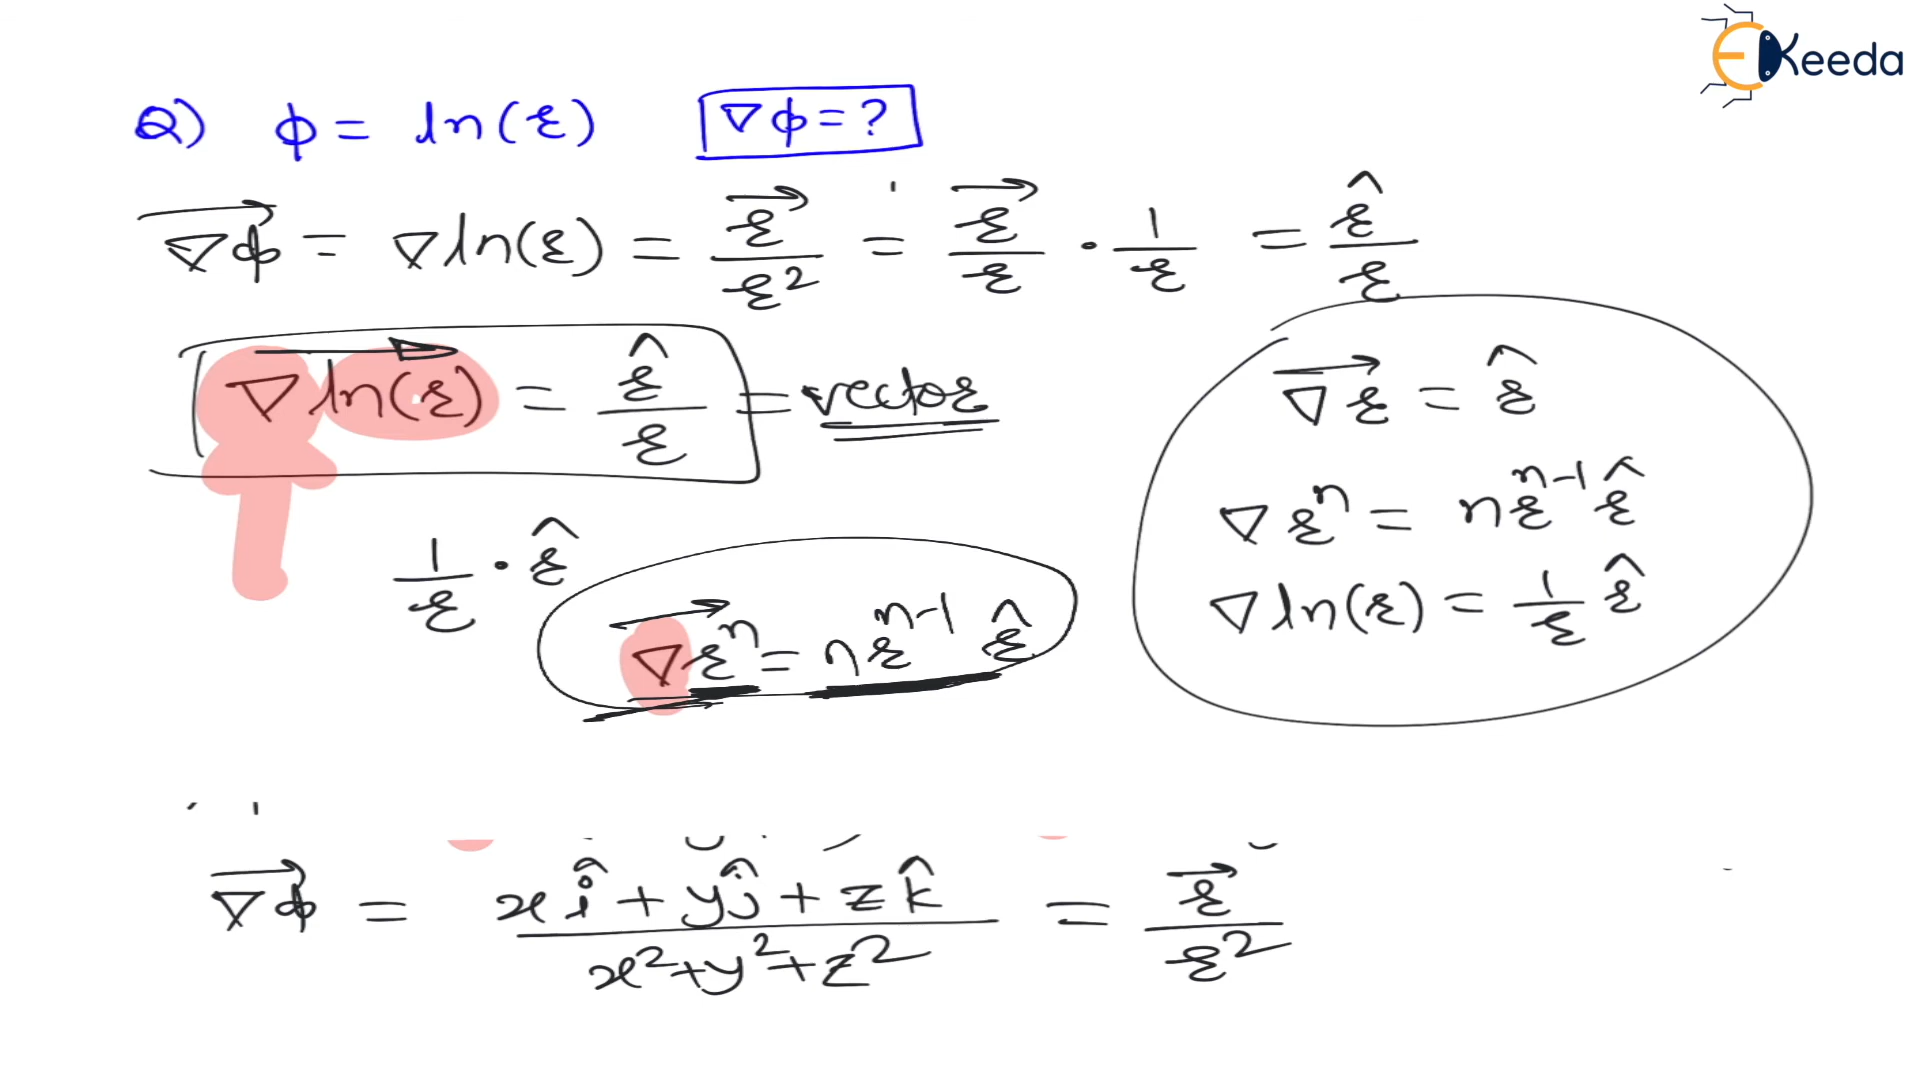 EKeeda
Q) ϕ = ln(r) ∇ϕ = ?
∇ϕ⃗ = ∇ln(r) = r⃗/r² = r⃗/r · 1/r = r̂/r
∇ln(r) = r̂/r = vector
∇⃗r = r̂
∇rⁿ = nrⁿ⁻¹ r̂
∇ln(r) = 1/r r̂
1/r · r̂
∇⃗rⁿ = nrⁿ⁻¹ r̂
∇ϕ⃗ = xî + yĵ + zk̂ / x²+y²+z² = r⃗/r²